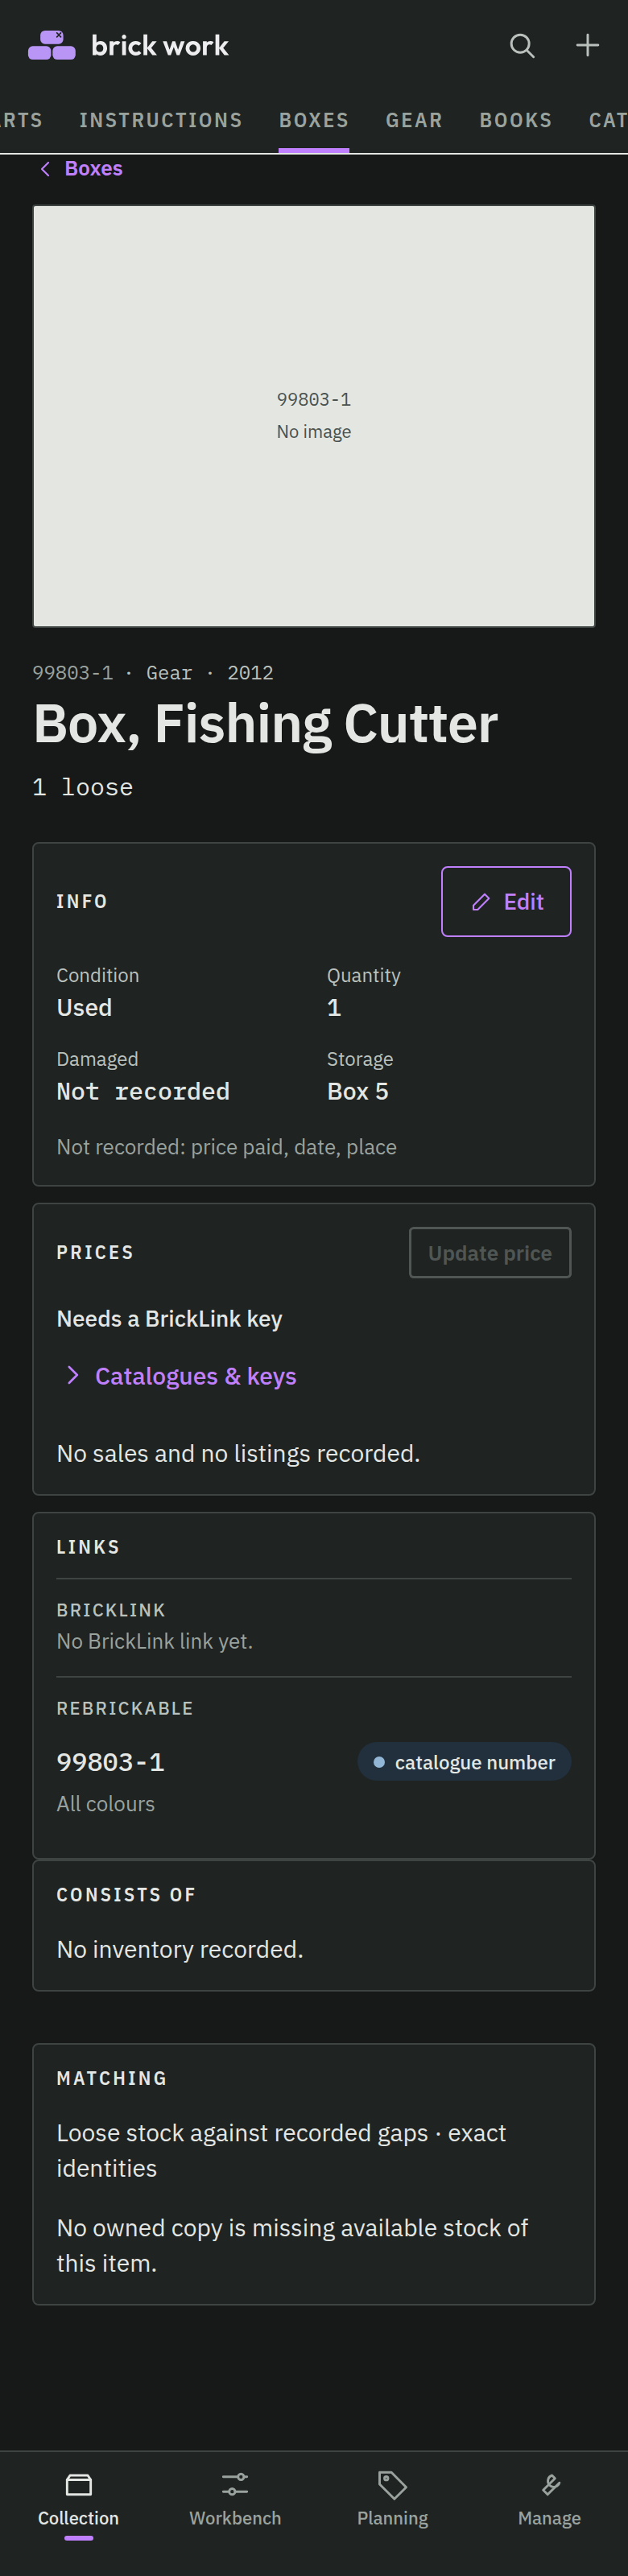 brick work
RTS INSTRUCTIONS BOXES GEAR BOOKS CAT
Boxes
99803-1
No image
99803-1 · Gear · 2012
Box, Fishing Cutter
1 loose
INFO
Edit
Condition
Used
Quantity
1
Damaged
Not recorded
Storage
Box 5
Not recorded: price paid, date, place
PRICES
Update price
Needs a BrickLink key
Catalogues & keys
No sales and no listings recorded.
LINKS
BRICKLINK
No BrickLink link yet.
REBRICKABLE
99803-1
catalogue number
All colours
CONSISTS OF
No inventory recorded.
MATCHING
Loose stock against recorded gaps · exact
identities
No owned copy is missing available stock of
this item.
Collection Workbench Planning Manage